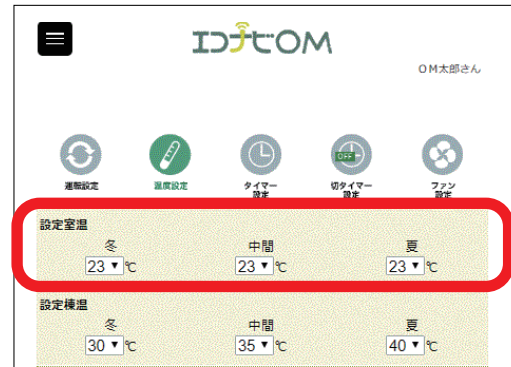 エコナビCOM
OM太郎さん
運転設定
温度設定
タイマー
設定
OFF
切タイマー
設定
ファン
設定
設定室温
冬
中間
夏
23 ▼ ℃
23 ▼ ℃
23 ▼ ℃
設定棟温
冬
中間
夏
30 ▼ ℃
35 ▼ ℃
40 ▼ ℃